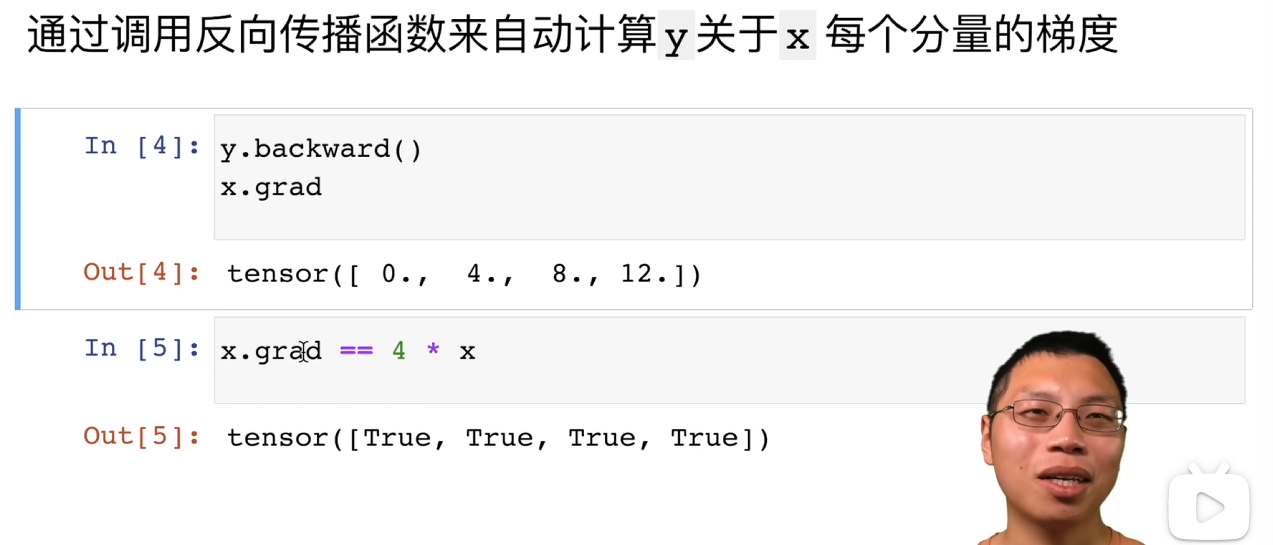 通过调用反向传播函数来自动计算y关于x 每个分量的梯度
In [4]: y.backward()
x.grad
Out[4]: tensor([ 0.,  4.,  8., 12.])
In [5]: x.grad == 4 * x
Out[5]: tensor([True, True, True, True])